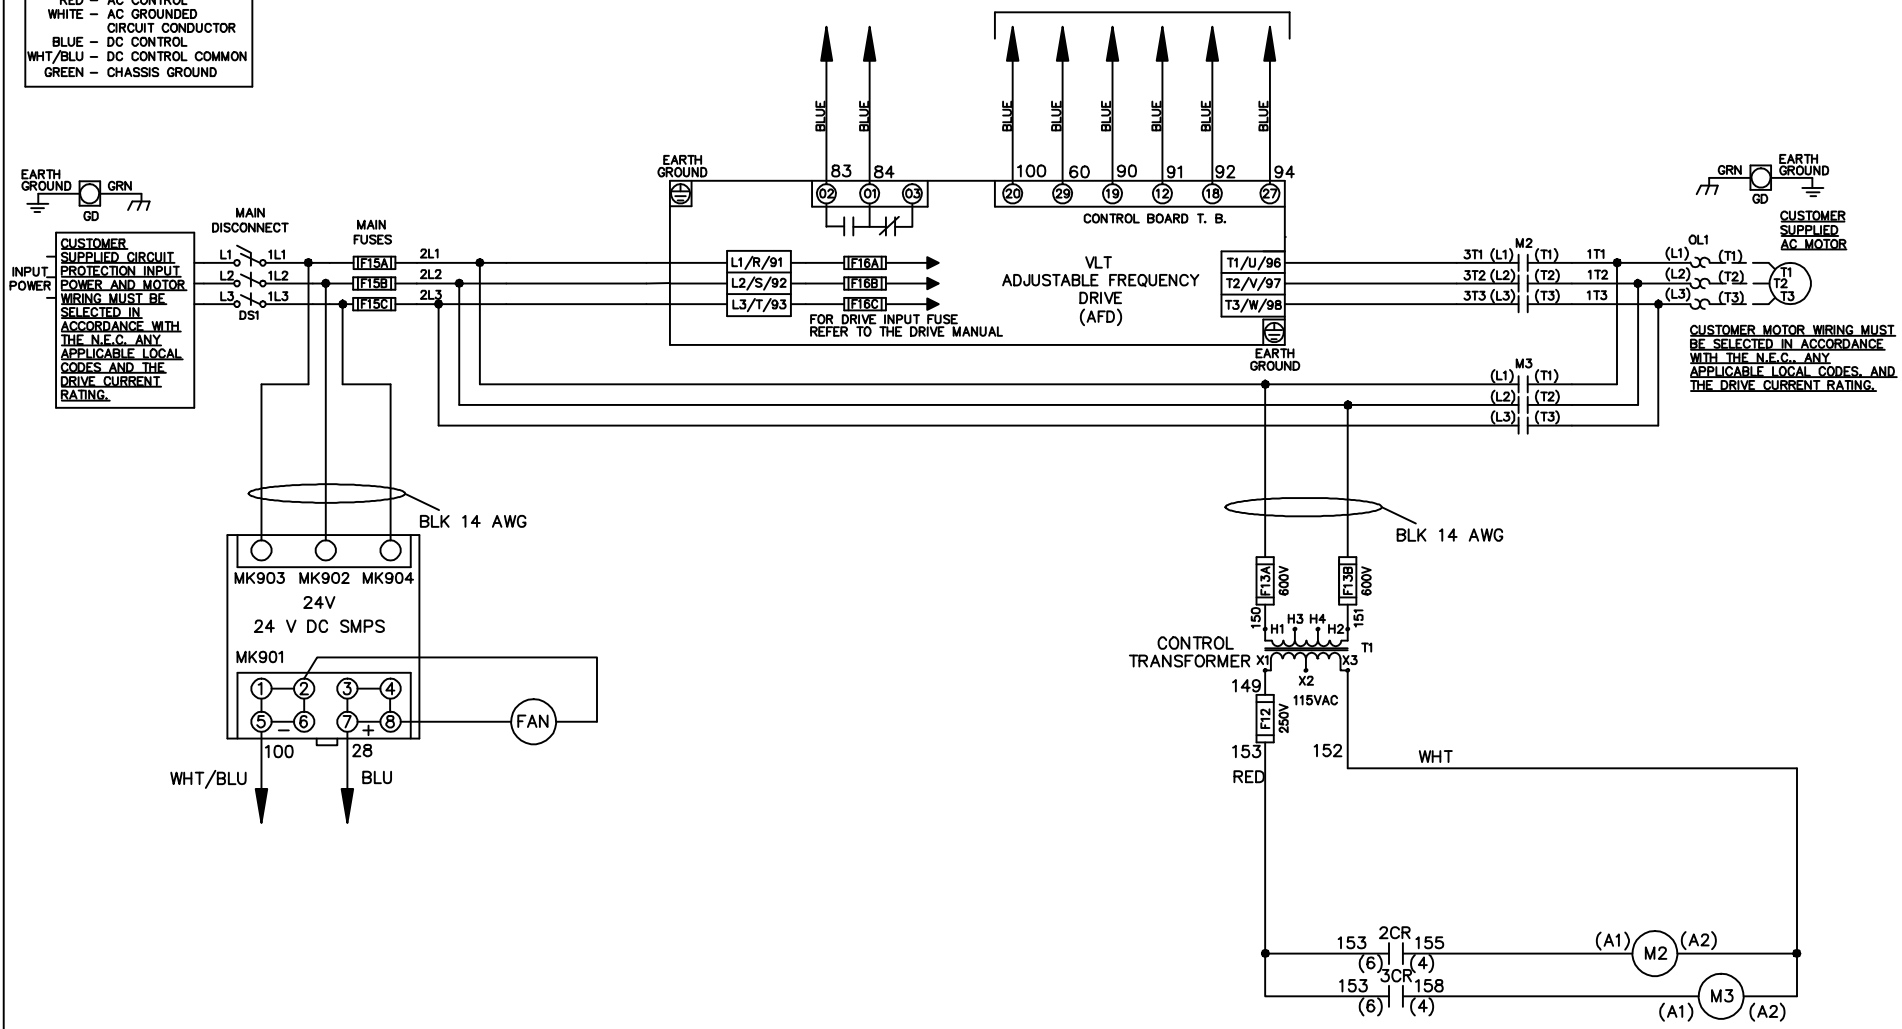 RED – AC CONTROL
WHITE – AC GROUNDED
CIRCUIT CONDUCTOR
BLUE – DC CONTROL
WHT/BLU – DC CONTROL COMMON
GREEN – CHASSIS GROUND
BLUE
BLUE
BLUE
BLUE
BLUE
BLUE
BLUE
BLUE
EARTH
GROUND
GRN
GD
EARTH
GROUND
83
84
100
60
90
91
92
94
02
01
03
20
29
19
12
18
27
CONTROL BOARD T. B.
GRN
EARTH
GROUND
GD
CUSTOMER
SUPPLIED
AC MOTOR
INPUT
POWER
CUSTOMER
SUPPLIED CIRCUIT
PROTECTION INPUT
POWER AND MOTOR
WIRING MUST BE
SELECTED IN
ACCORDANCE WITH
THE N.E.C. ANY
APPLICABLE LOCAL
CODES AND THE
DRIVE CURRENT
RATING.
MAIN
DISCONNECT
L1 1L1
L2 1L2
L3 1L3
DS1
MAIN
FUSES
F15A
F15B
F15C
2L1
2L2
2L3
L1/R/91
L2/S/92
L3/T/93
F16A
F16B
F16C
FOR DRIVE INPUT FUSE
REFER TO THE DRIVE MANUAL
VLT
ADJUSTABLE FREQUENCY
DRIVE
(AFD)
T1/U/96
T2/V/97
T3/W/98
EARTH
GROUND
M2
3T1 (L1) (T1) 1T1
3T2 (L2) (T2) 1T2
3T3 (L3) (T3) 1T3
OL1
(L1) (T1)
(L2) (T2)
(L3) (T3)
T1
T2
T3
CUSTOMER MOTOR WIRING MUST
BE SELECTED IN ACCORDANCE
WITH THE N.E.C., ANY
APPLICABLE LOCAL CODES, AND
THE DRIVE CURRENT RATING.
M3
(L1) (T1)
(L2) (T2)
(L3) (T3)
BLK 14 AWG
MK903 MK902 MK904
24V
24 V DC SMPS
MK901
1 2 3 4
5 – 6 7 + 8
FAN
100
28
WHT/BLU
BLU
BLK 14 AWG
F13A
600V
F13B
600V
150
151
H1 H3 H4 H2
CONTROL
TRANSFORMER
T1
X1
X3
X2
149
115VAC
F12
250V
153
152
RED
WHT
2CR
153 155
(6) (4)
(A1) M2 (A2)
3CR
153 158
(6) (4)
(A1) M3 (A2)